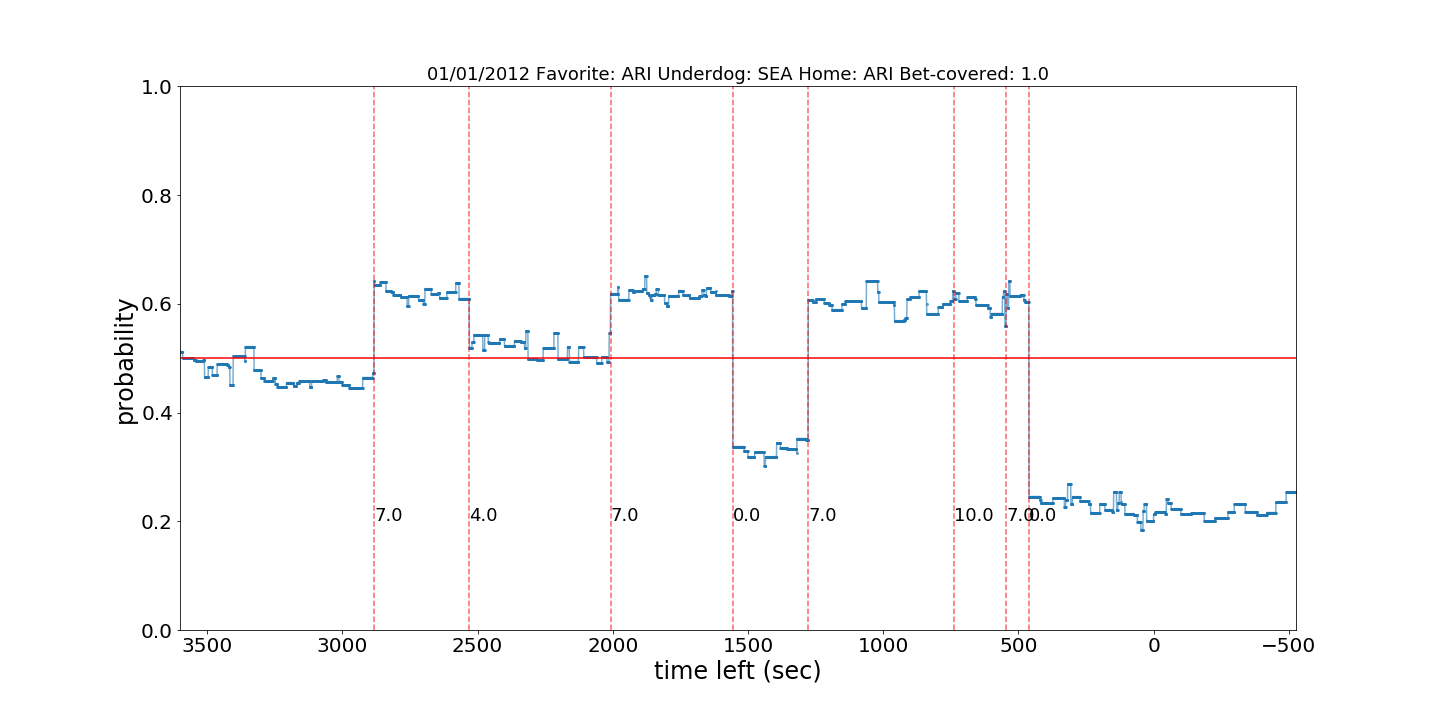 01/01/2012 Favorite: ARI Underdog: SEA Home: ARI Bet-covered: 1.0
1.0
0.8
0.6
0.4
0.2
0.0
probability
7.0 4.0 7.0 0.0 7.0 10.0 7.0 0.0
3500 3000 2500 2000 1500 1000 500 0 −500
time left (sec)